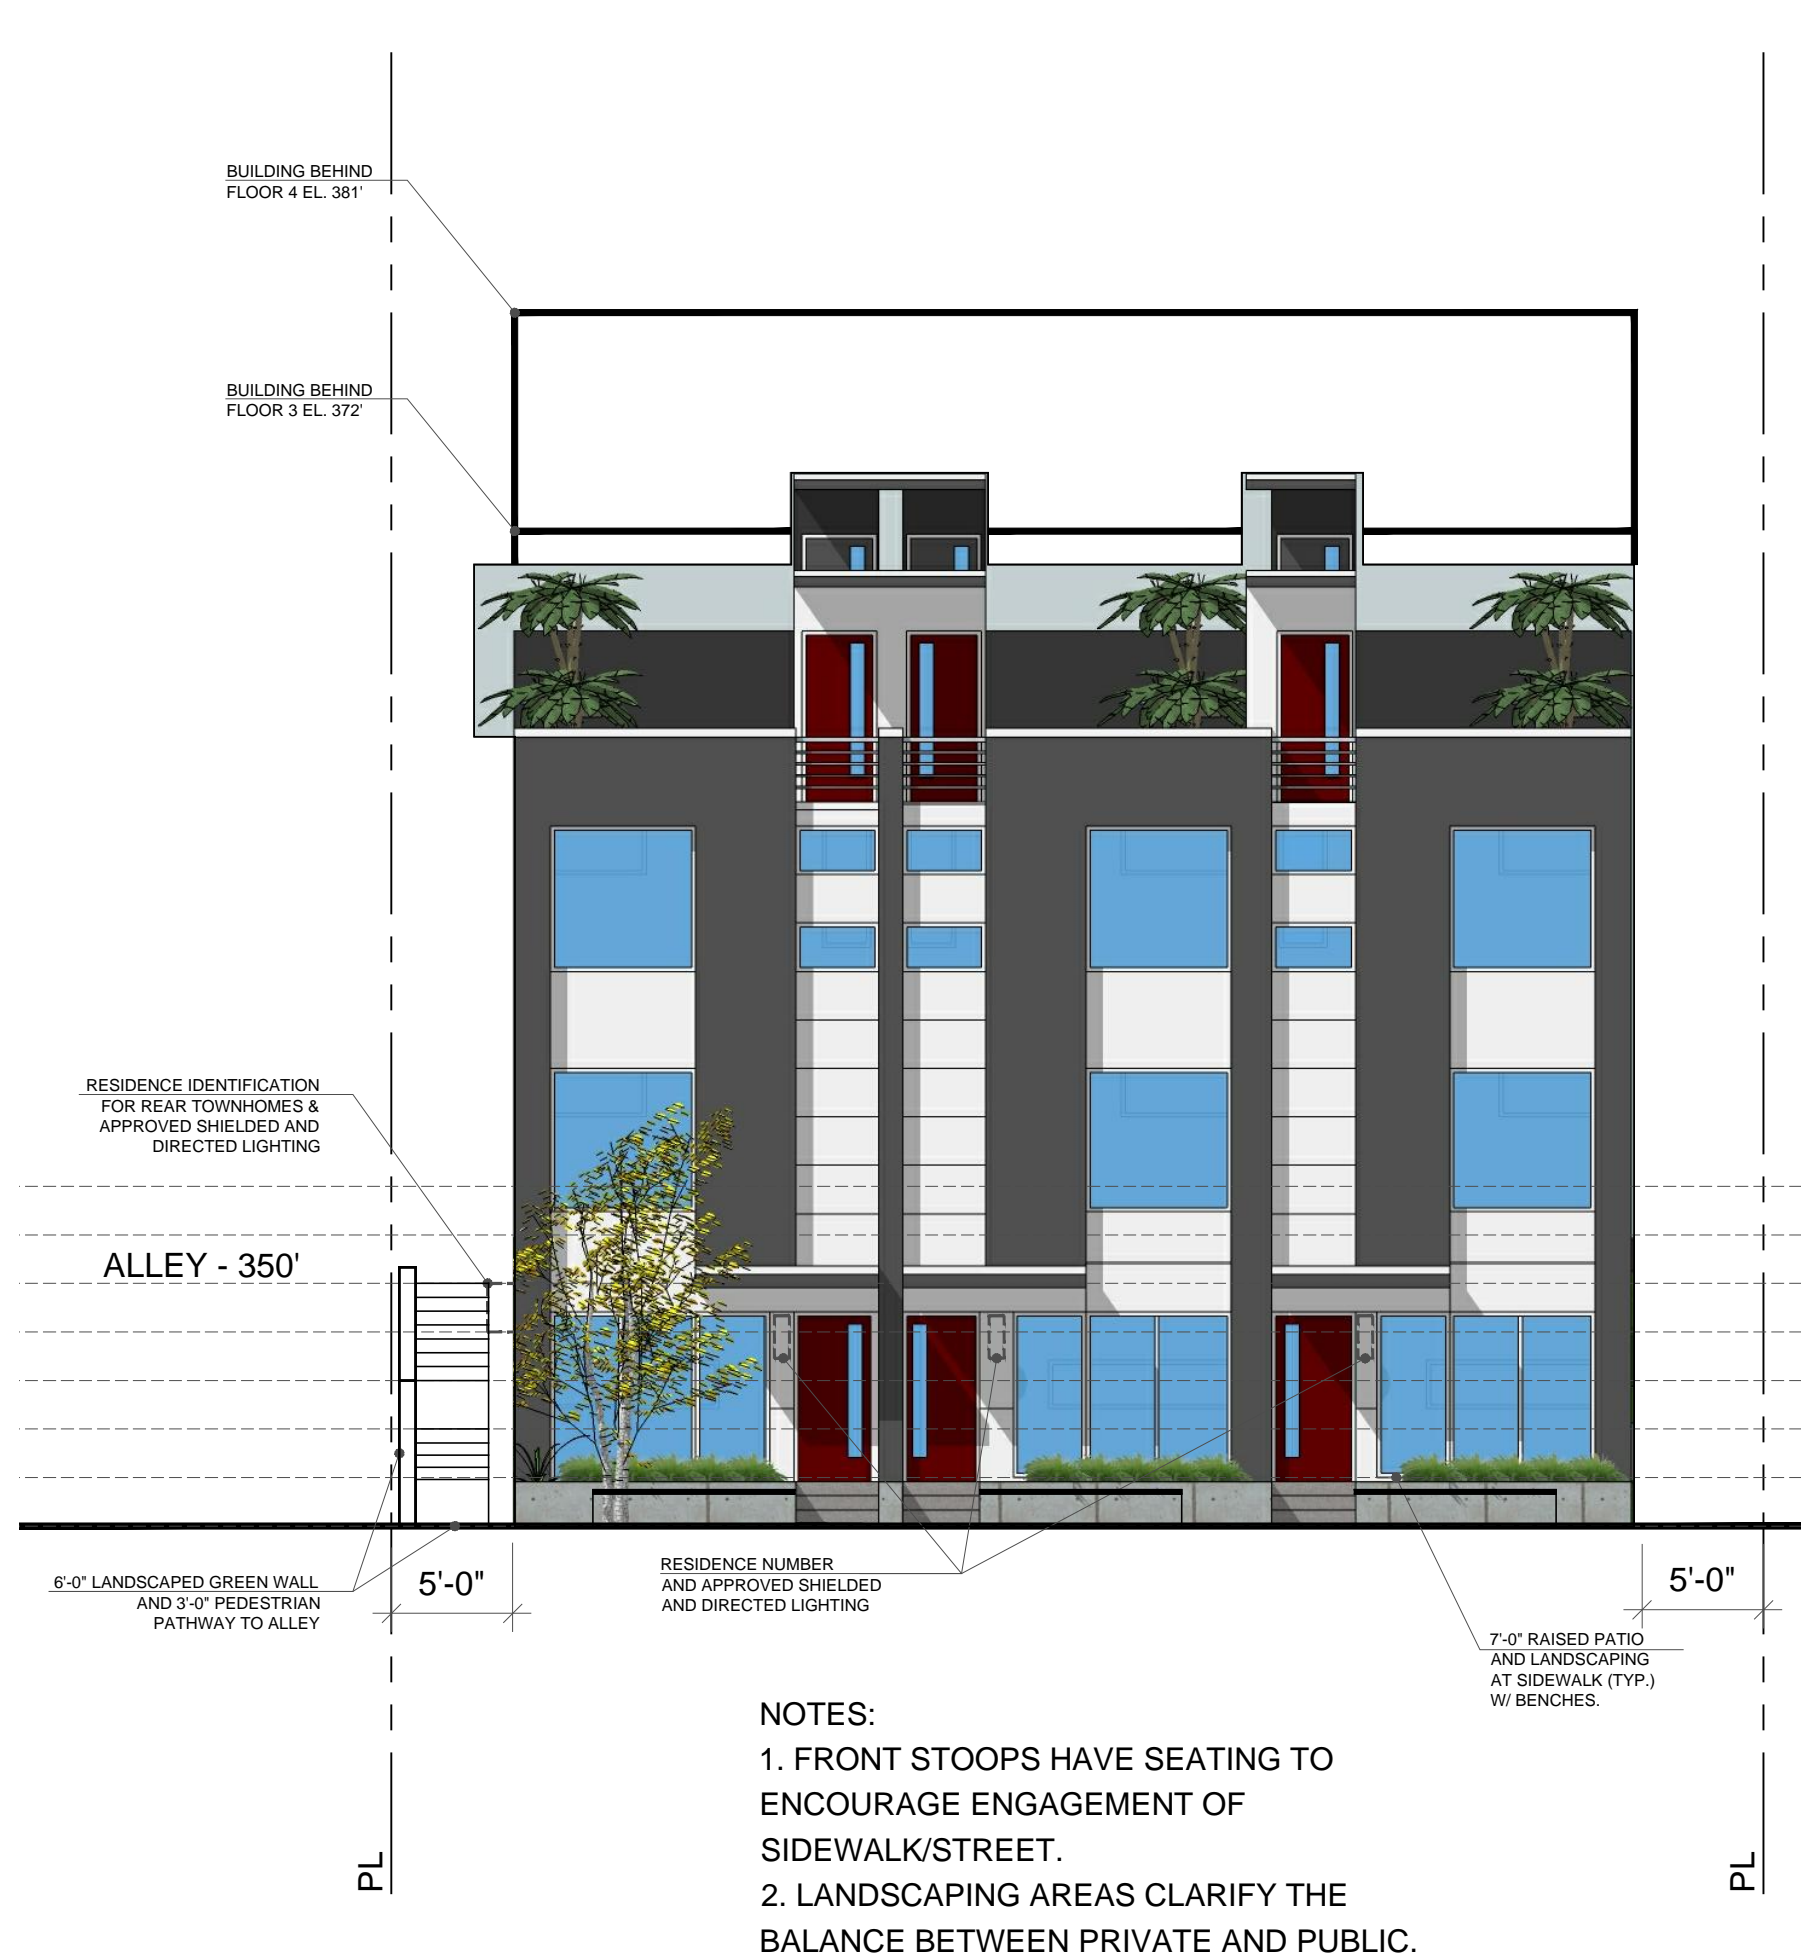 BUILDING BEHIND
FLOOR 4 EL. 381'
BUILDING BEHIND
FLOOR 3 EL. 372'
RESIDENCE IDENTIFICATION
FOR REAR TOWNHOMES &
APPROVED SHIELDED AND
DIRECTED LIGHTING
ALLEY - 350'
6'-0" LANDSCAPED GREEN WALL
AND 3'-0" PEDESTRIAN
PATHWAY TO ALLEY
5'-0"
RESIDENCE NUMBER
AND APPROVED SHIELDED
AND DIRECTED LIGHTING
5'-0"
7'-0" RAISED PATIO
AND LANDSCAPING
AT SIDEWALK (TYP.)
W/ BENCHES.
NOTES:
1. FRONT STOOPS HAVE SEATING TO
ENCOURAGE ENGAGEMENT OF
SIDEWALK/STREET.
2. LANDSCAPING AREAS CLARIFY THE
BALANCE BETWEEN PRIVATE AND PUBLIC.
PL
PL